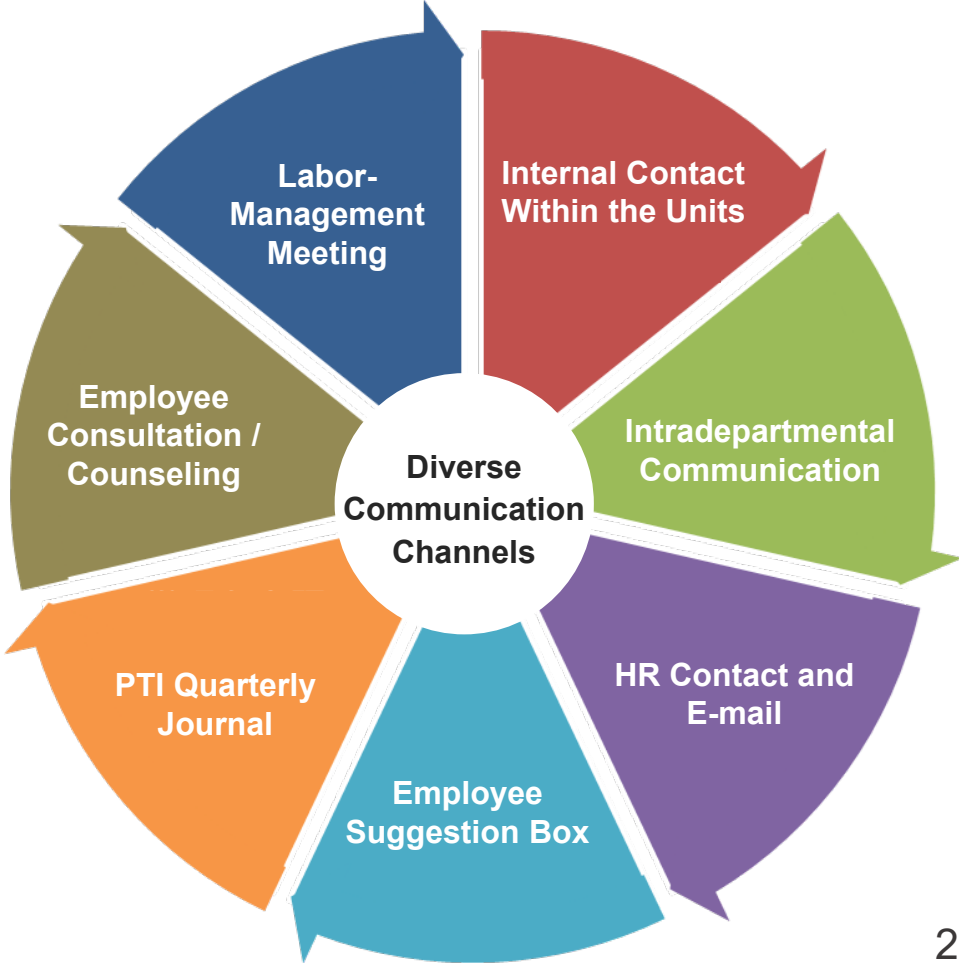 Labor-
Management
Meeting
Internal Contact
Within the Units
Intradepartmental
Communication
HR Contact and
E-mail
Employee
Suggestion Box
PTI Quarterly
Journal
Employee
Consultation /
Counseling
Diverse
Communication
Channels
2